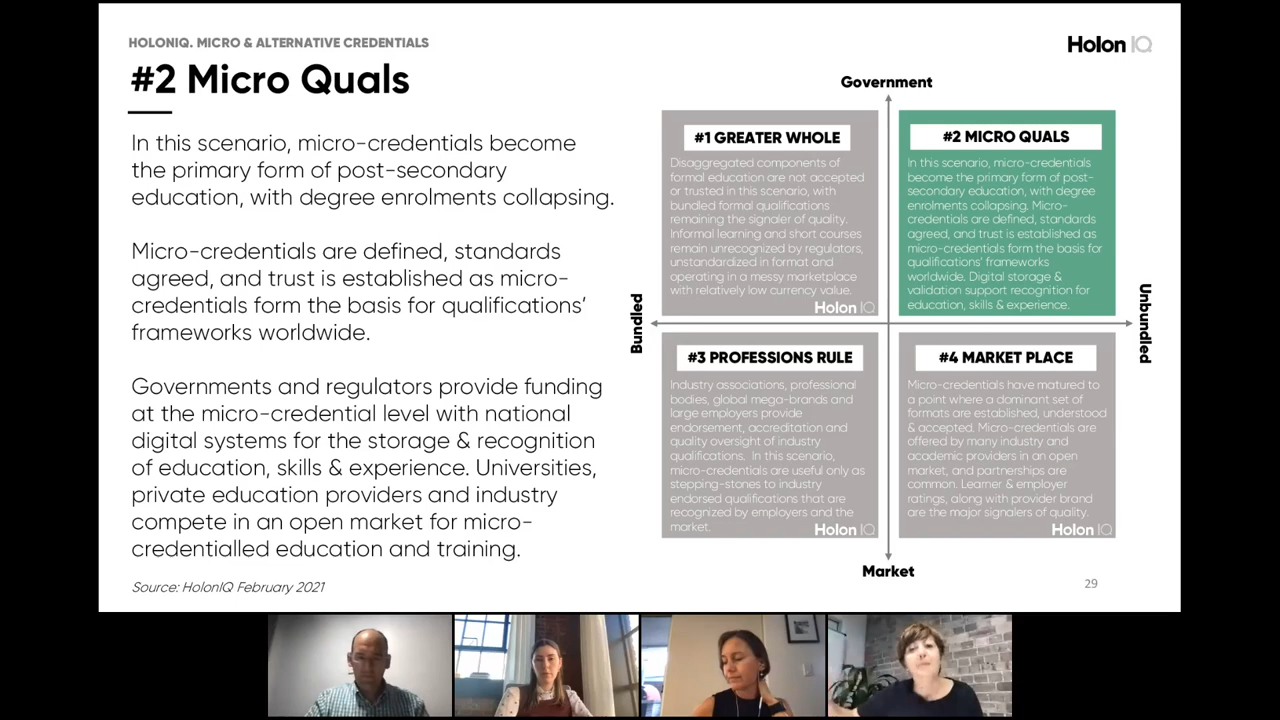 HOLONIQ. MICRO & ALTERNATIVE CREDENTIALS
Holon IQ
#2 Micro Quals
In this scenario, micro-credentials become
the primary form of post-secondary
education, with degree enrolments collapsing.
Micro-credentials are defined, standards
agreed, and trust is established as micro-
credentials form the basis for qualifications'
frameworks worldwide.
Governments and regulators provide funding
at the micro-credential level with national
digital systems for the storage & recognition
of education, skills & experience. Universities,
private education providers and industry
compete in an open market for micro-
credentialled education and training.
Source: HolonIQ February 2021
Government
Bundled
Unbundled
Market
#1 GREATER WHOLE
Disaggregated components of
formal education are not accepted
or trusted in this scenario, with
bundled formal qualifications
remaining the signaler of quality.
Informal learning and short courses
remain unrecognized by regulators,
unstandardized in format and
operating in a messy marketplace
with relatively low currency value.
Holon IQ
#2 MICRO QUALS
In this scenario, micro-credentials
become the primary form of post-
secondary education, with degree
enrolments collapsing. Micro-
credentials are defined, standards
agreed, and trust is established as
micro-credentials form the basis for
qualifications' frameworks
worldwide. Digital storage &
validation support recognition for
education, skills & experience.
#3 PROFESSIONS RULE
Industry associations, professional
bodies, global mega-brands and
large employers provide
endorsement, accreditation and
quality oversight of industry
qualifications. In this scenario,
micro-credentials are useful only as
stepping-stones to industry
endorsed qualifications that are
recognized by employers and the
market.
Holon IQ
#4 MARKET PLACE
Micro-credentials have matured to
a point where a dominant set of
formats are established, understood
& accepted. Micro-credentials are
offered by many industry and
academic providers in an open
market, and partnerships are
common. Learner & employer
ratings, along with provider brand
are the major signalers of quality.
Holon IQ
29